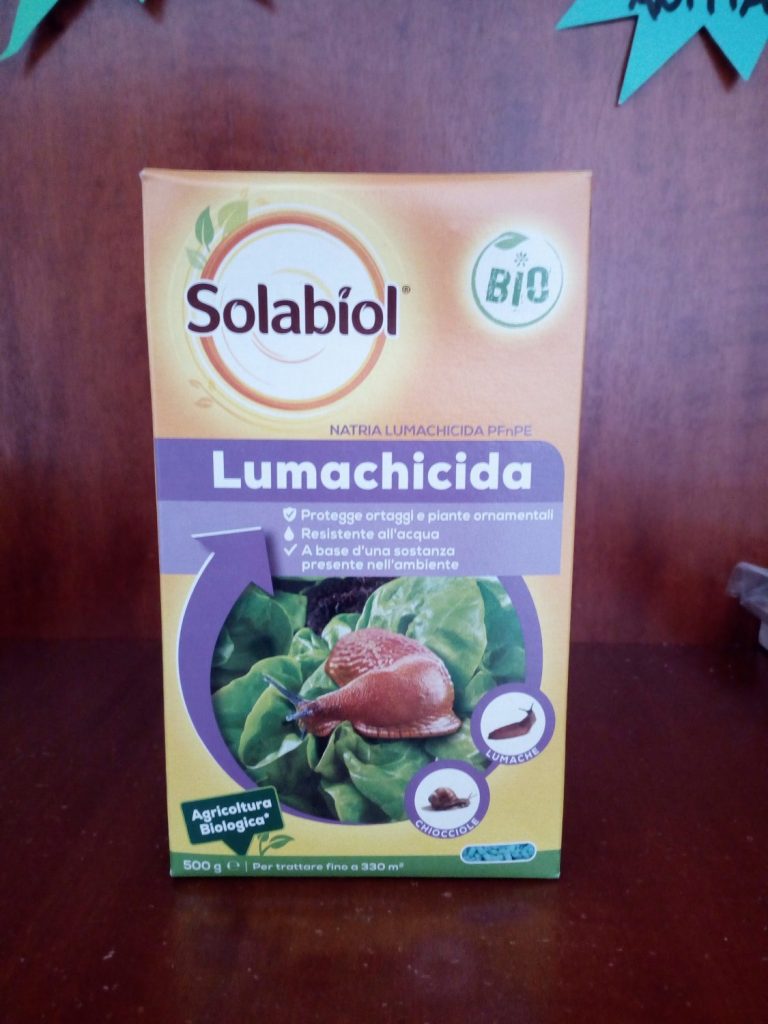 Solabiol®
BIO
NATRIA LUMACHICIDA PFnPE
Lumachicida
Protegge ortaggi e piante ornamentali
Resistente all'acqua
A base d'una sostanza
presente nell'ambiente
LUMACHE
CHIOCCIOLE
Agricoltura
Biologica*
500 g ℮ | Per trattare fino a 330 m²